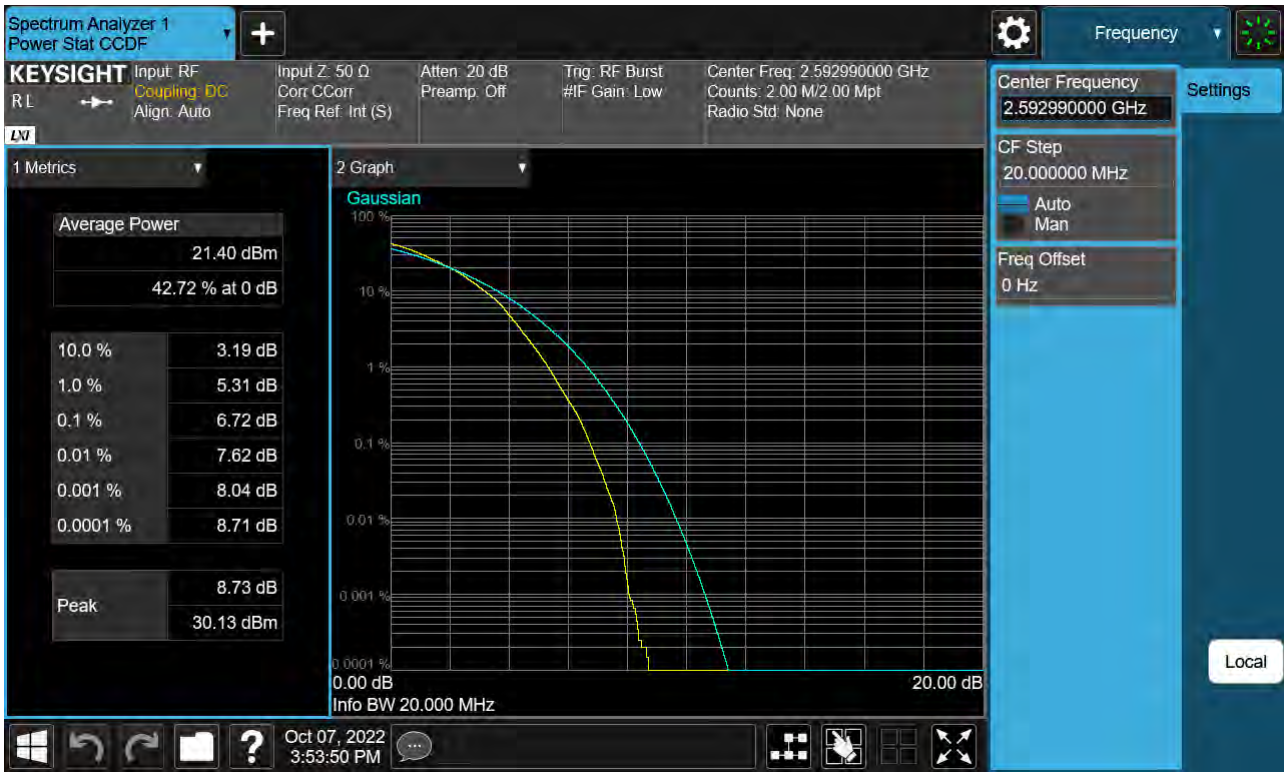 Spectrum Analyzer 1
Power Stat CCDF
▼
+
Frequency
▼
KEYSIGHT
RL
LXI
Input: RF
Coupling: DC
Align: Auto
Input Z: 50 Ω
Corr CCorr
Freq Ref: Int (S)
Atten: 20 dB
Preamp: Off
Trig: RF Burst
#IF Gain: Low
Center Freq: 2.592990000 GHz
Counts: 2.00 M/2.00 Mpt
Radio Std: None
Center Frequency
2.592990000 GHz
Settings
CF Step
20.000000 MHz
Auto
Man
Freq Offset
0 Hz
Local
1 Metrics
▼
Average Power
21.40 dBm
42.72 % at 0 dB
10.0 % 3.19 dB
1.0 % 5.31 dB
0.1 % 6.72 dB
0.01 % 7.62 dB
0.001 % 8.04 dB
0.0001 % 8.71 dB
Peak
8.73 dB
30.13 dBm
2 Graph
▼
Gaussian
100 %
10 %
1 %
0.1 %
0.01 %
0.001 %
0.0001 %
0.00 dB 20.00 dB
Info BW 20.000 MHz
?
Oct 07, 2022
3:53:50 PM